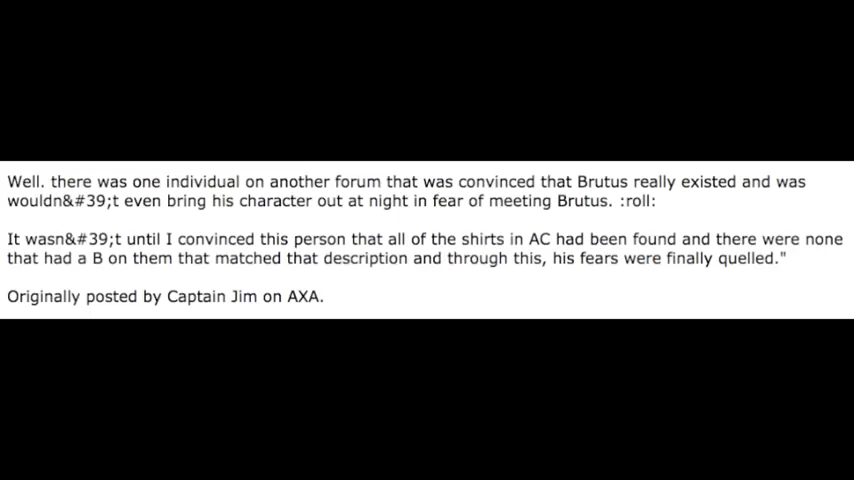 Well. there was one individual on another forum that was convinced that Brutus really existed and was
wouldn&#39;t even bring his character out at night in fear of meeting Brutus. :roll:
It wasn&#39;t until I convinced this person that all of the shirts in AC had been found and there were none
that had a B on them that matched that description and through this, his fears were finally quelled."
Originally posted by Captain Jim on AXA.